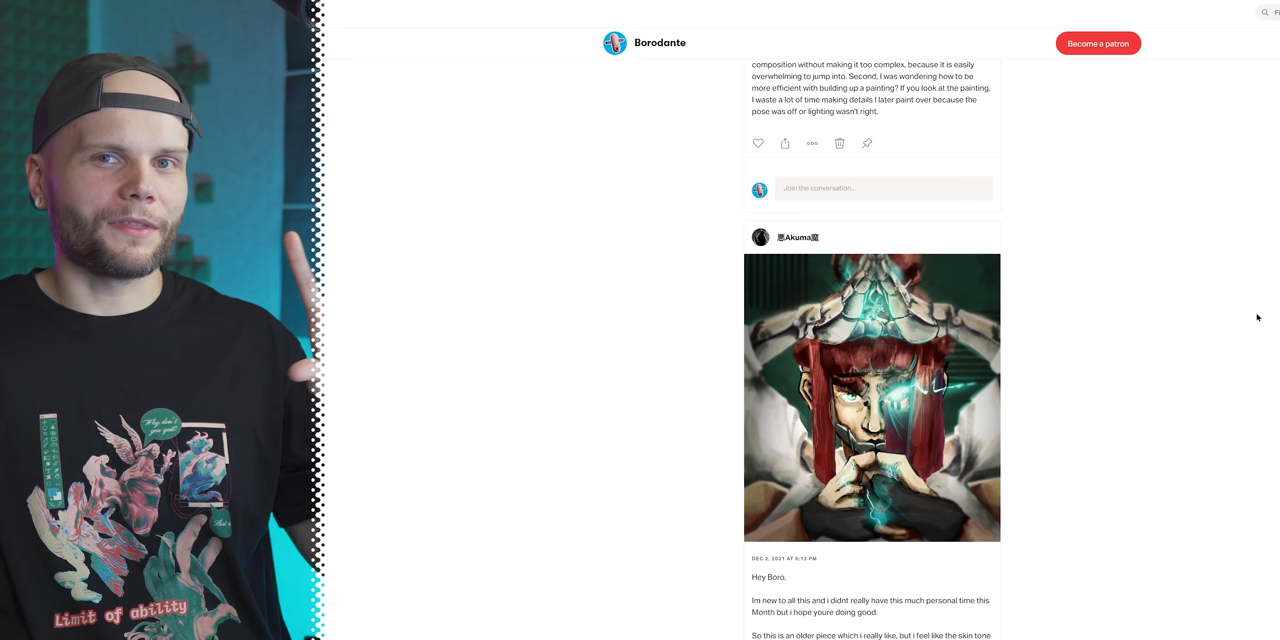 Fi
Borodante
Become a patron
composition without making it too complex, because it is easily
overwhelming to jump into. Second, I was wondering how to be
more efficient with building up a painting? If you look at the painting,
I waste a lot of time making details I later paint over because the
pose was off or lighting wasn't right.
Join the conversation...
悪Akuma魔
DEC 2, 2021 AT 6:13 PM
Hey Boro,
Im new to all this and i didnt really have this much personal time this
Month but i hope youre doing good.
So this is an older piece which i really like, but i feel like the skin tone
Why don't
you quit?
Limit of ability